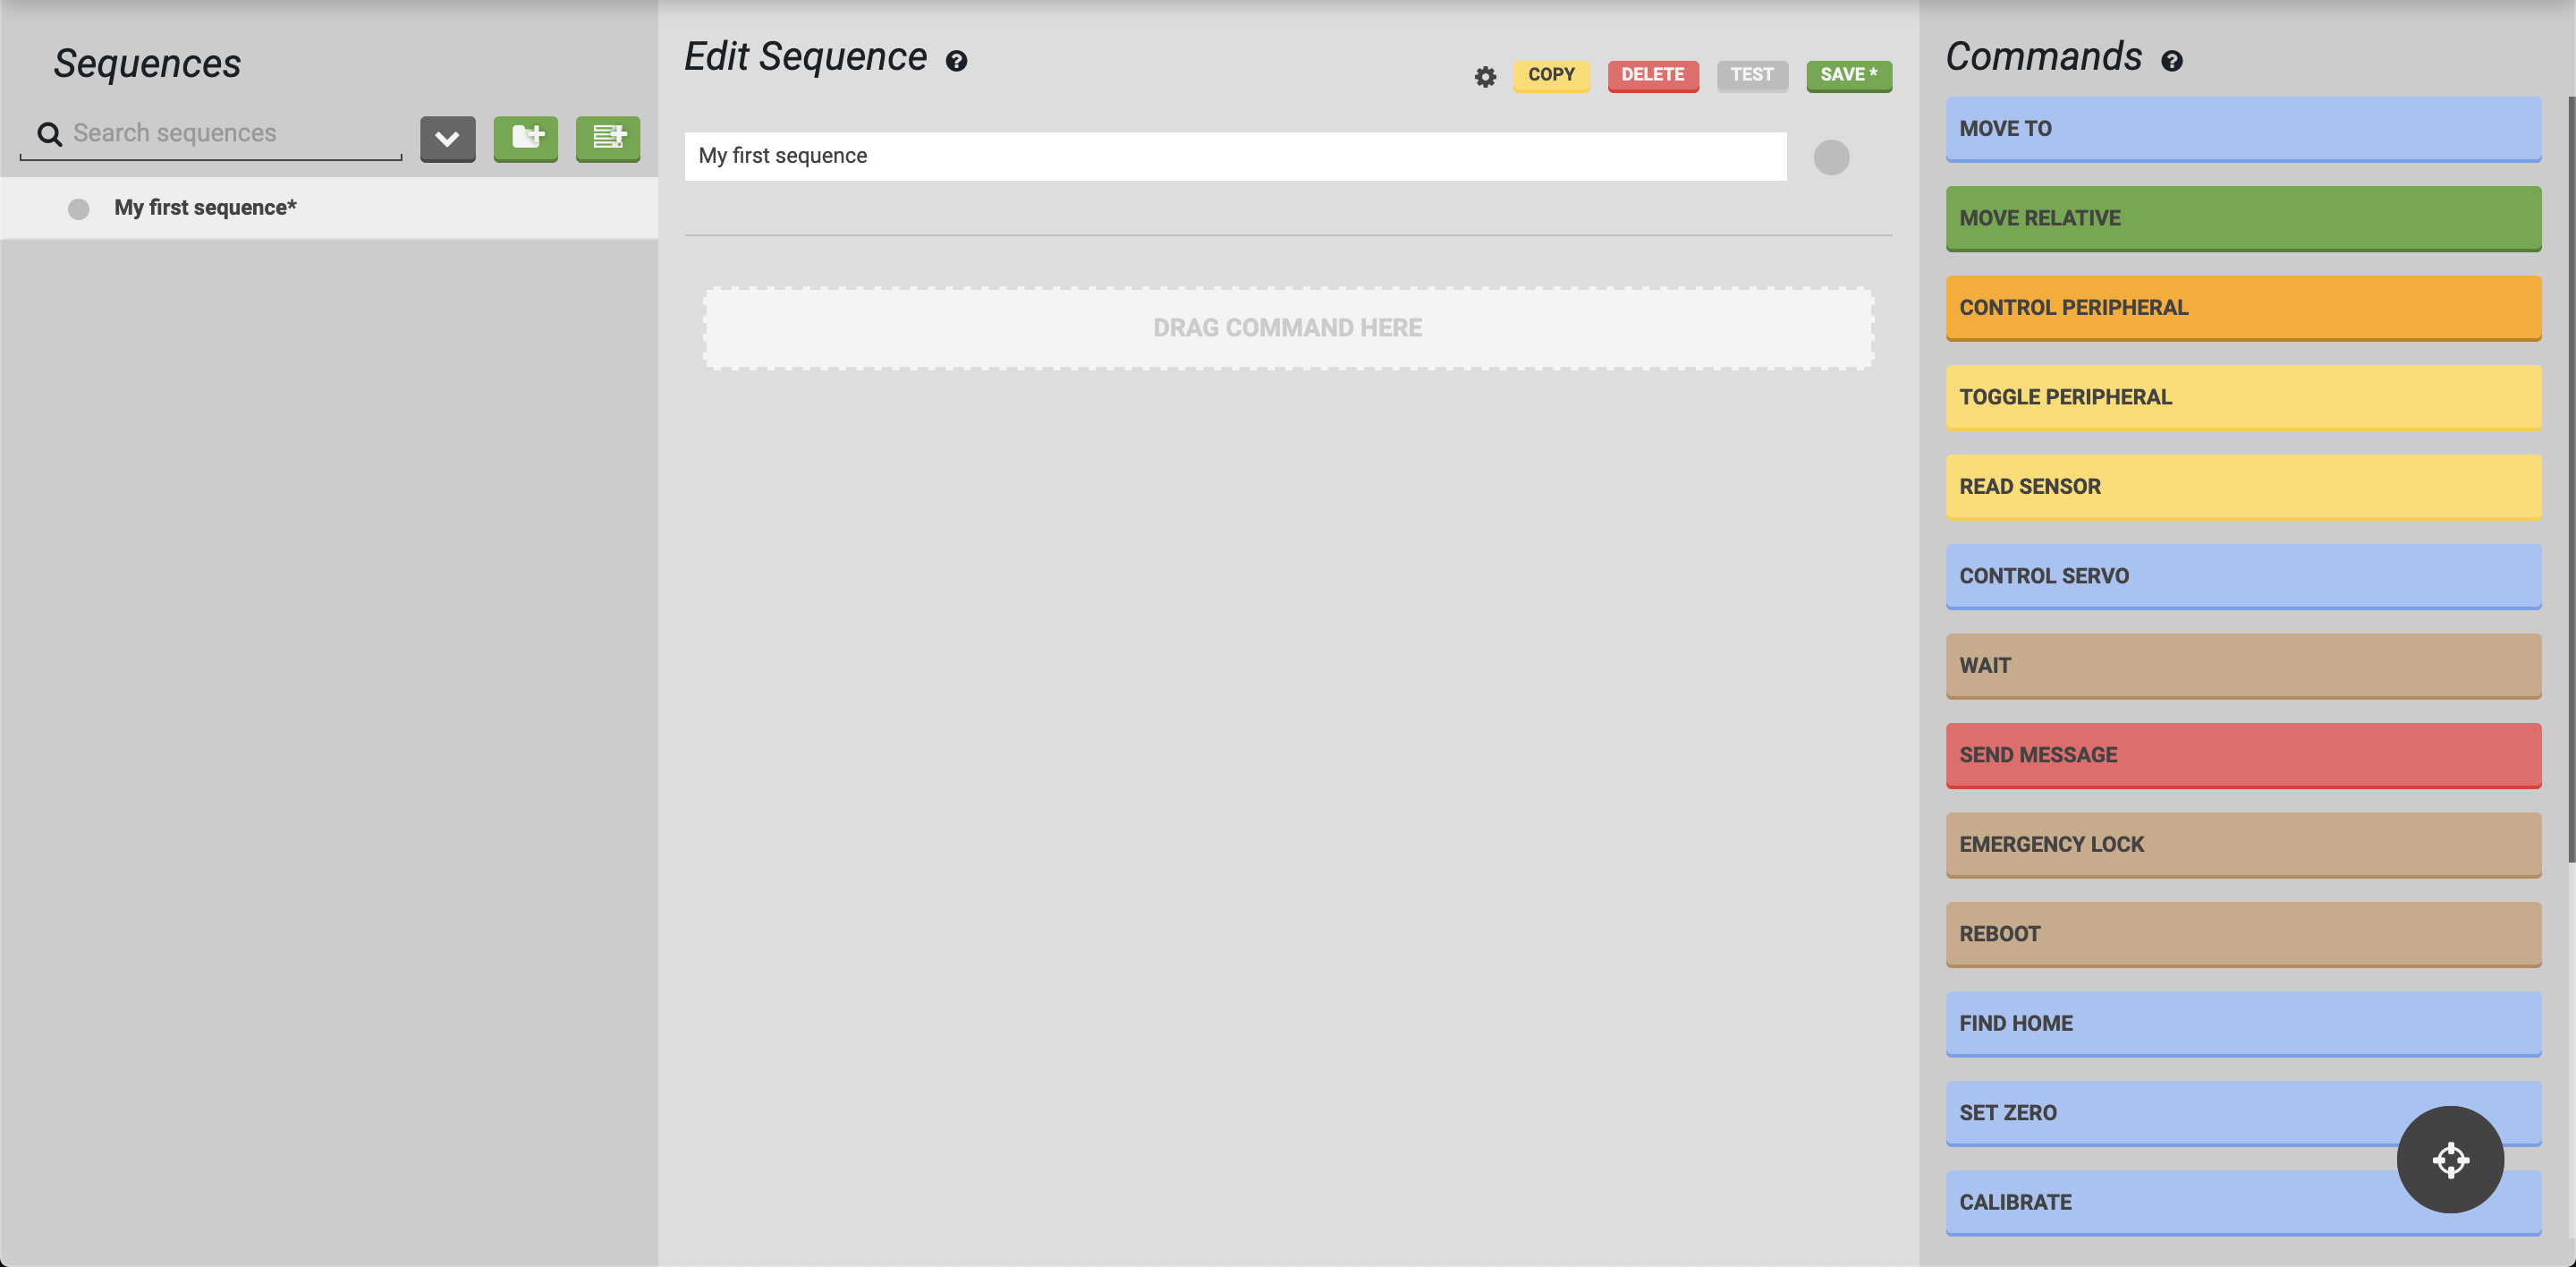 Sequences
Search sequences
My first sequence*
Edit Sequence
COPY
DELETE
TEST
SAVE *
My first sequence
DRAG COMMAND HERE
Commands
MOVE TO
MOVE RELATIVE
CONTROL PERIPHERAL
TOGGLE PERIPHERAL
READ SENSOR
CONTROL SERVO
WAIT
SEND MESSAGE
EMERGENCY LOCK
REBOOT
FIND HOME
SET ZERO
CALIBRATE